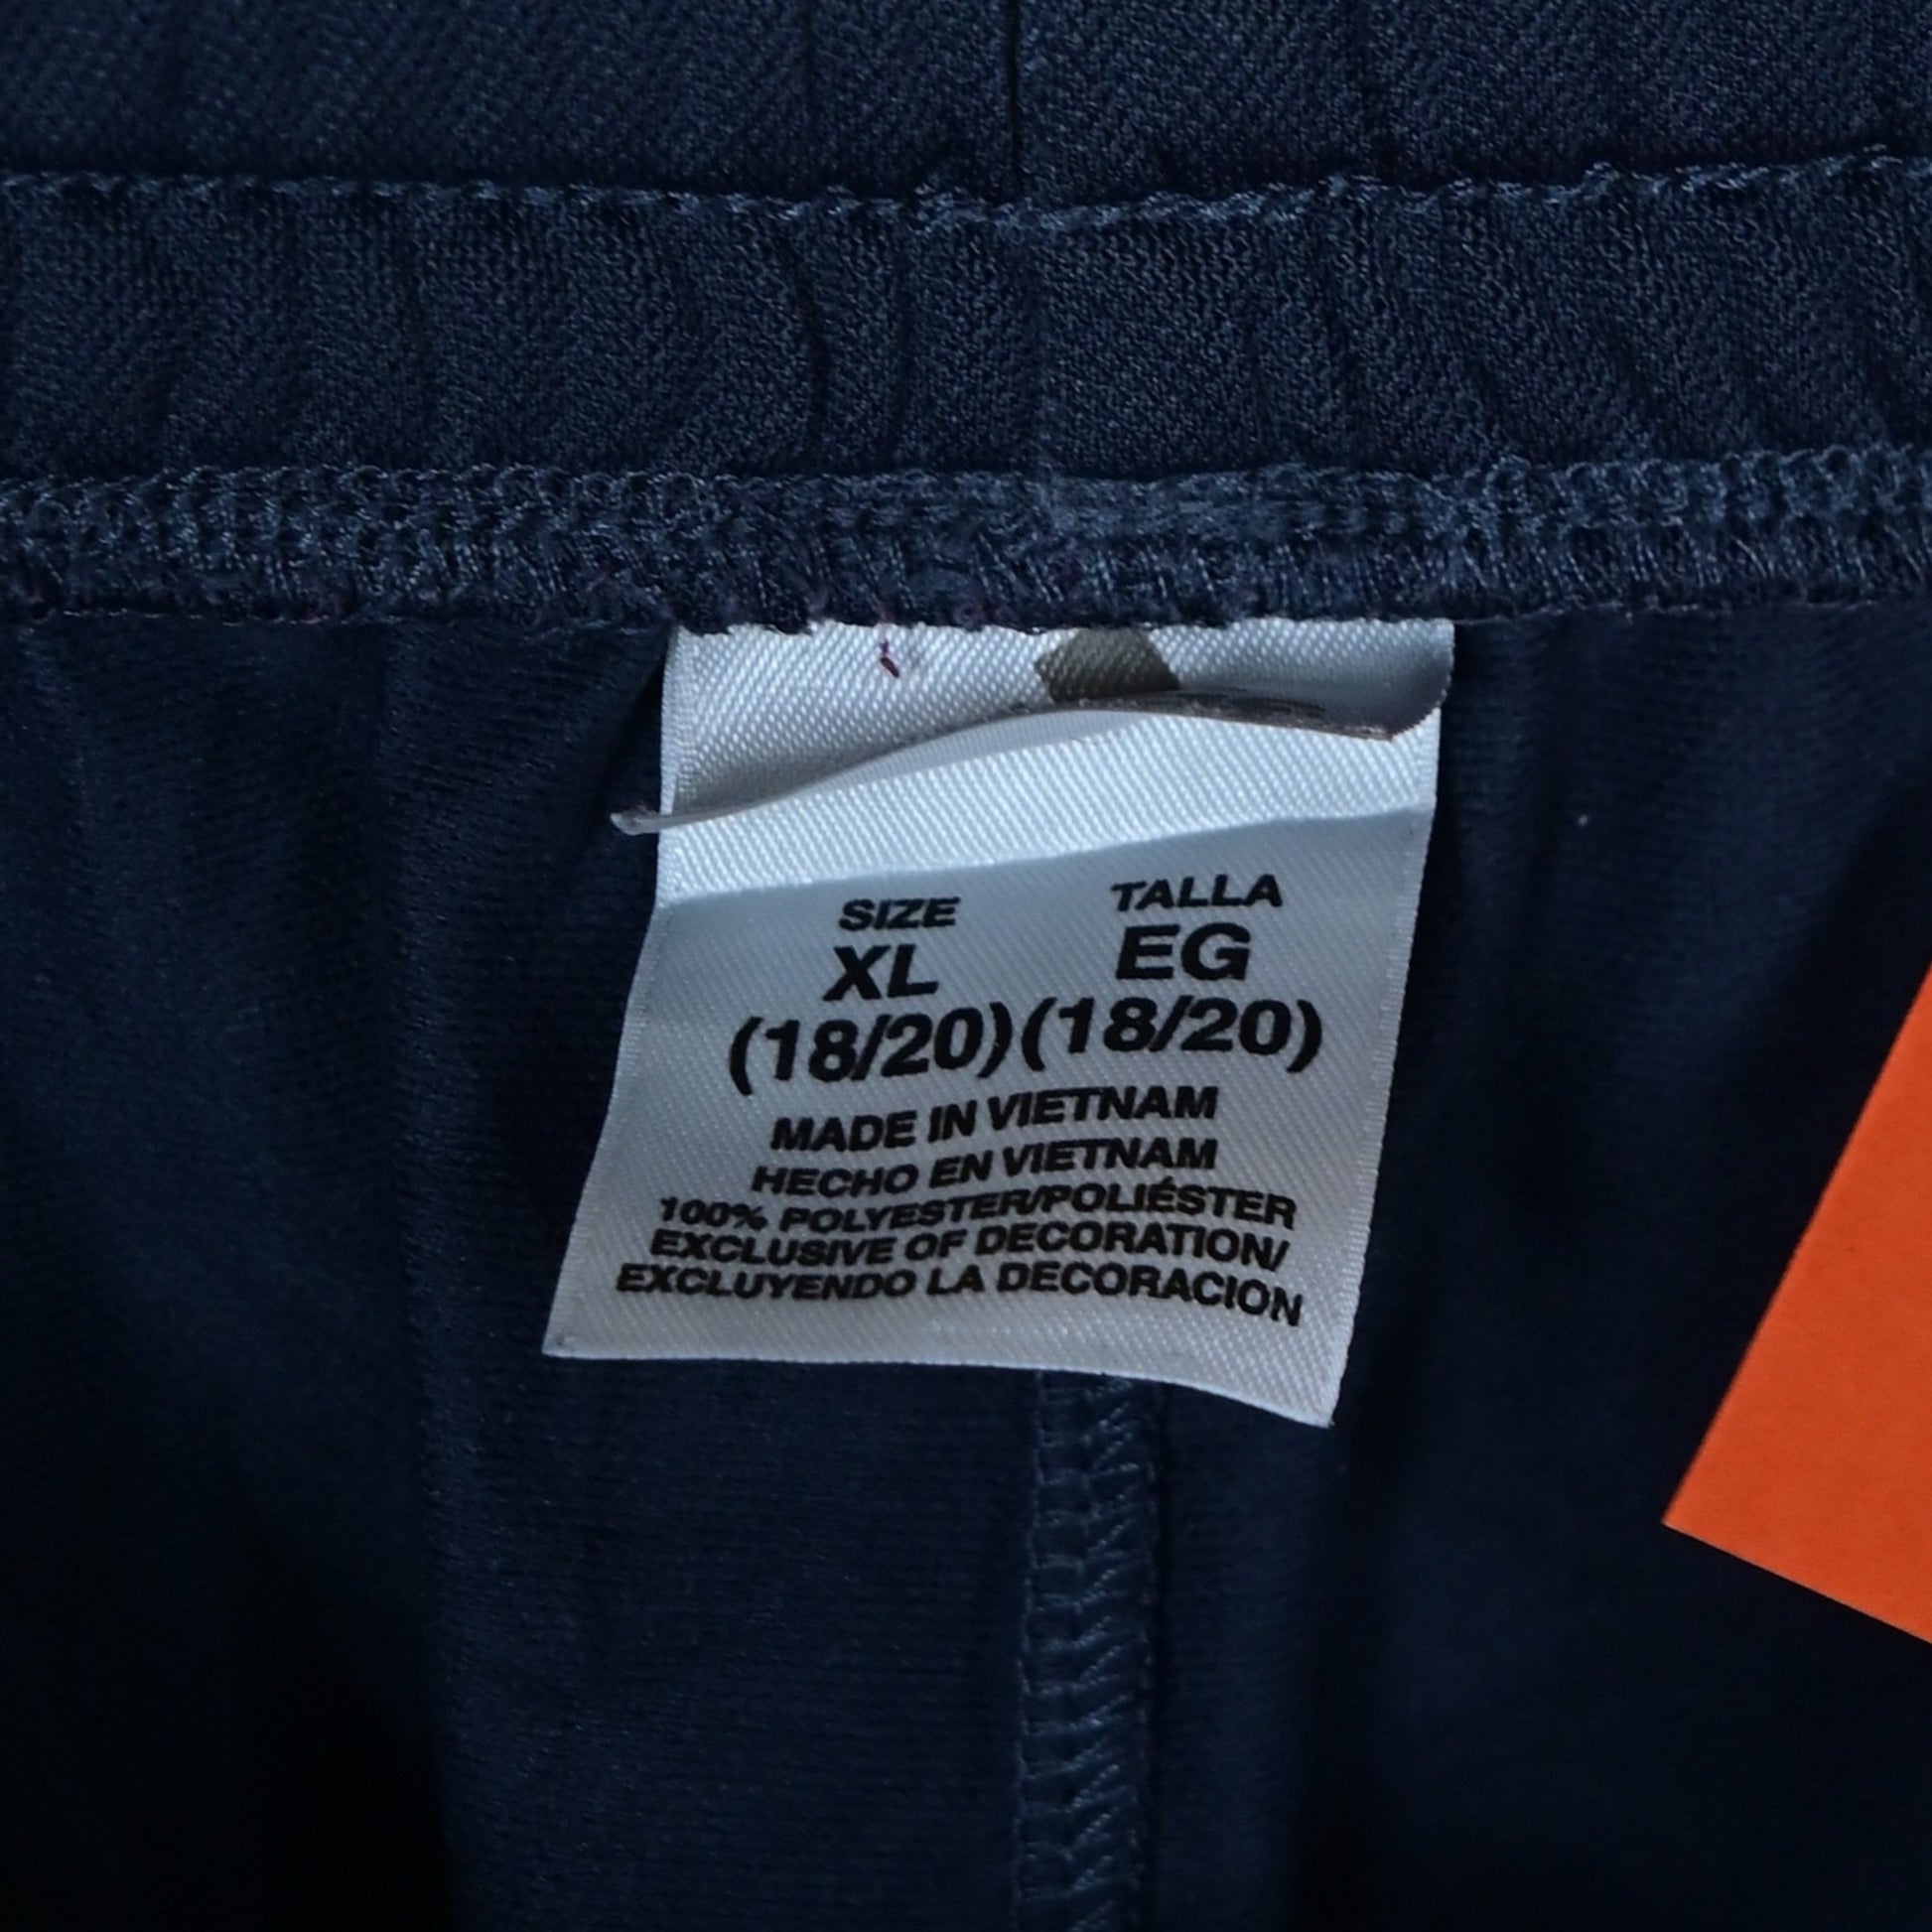 SIZE TALLA
XL EG
(18/20)(18/20)
MADE IN VIETNAM
HECHO EN VIETNAM
100% POLYESTER/POLIÉSTER
EXCLUSIVE OF DECORATION/
EXCLUYENDO LA DECORACION